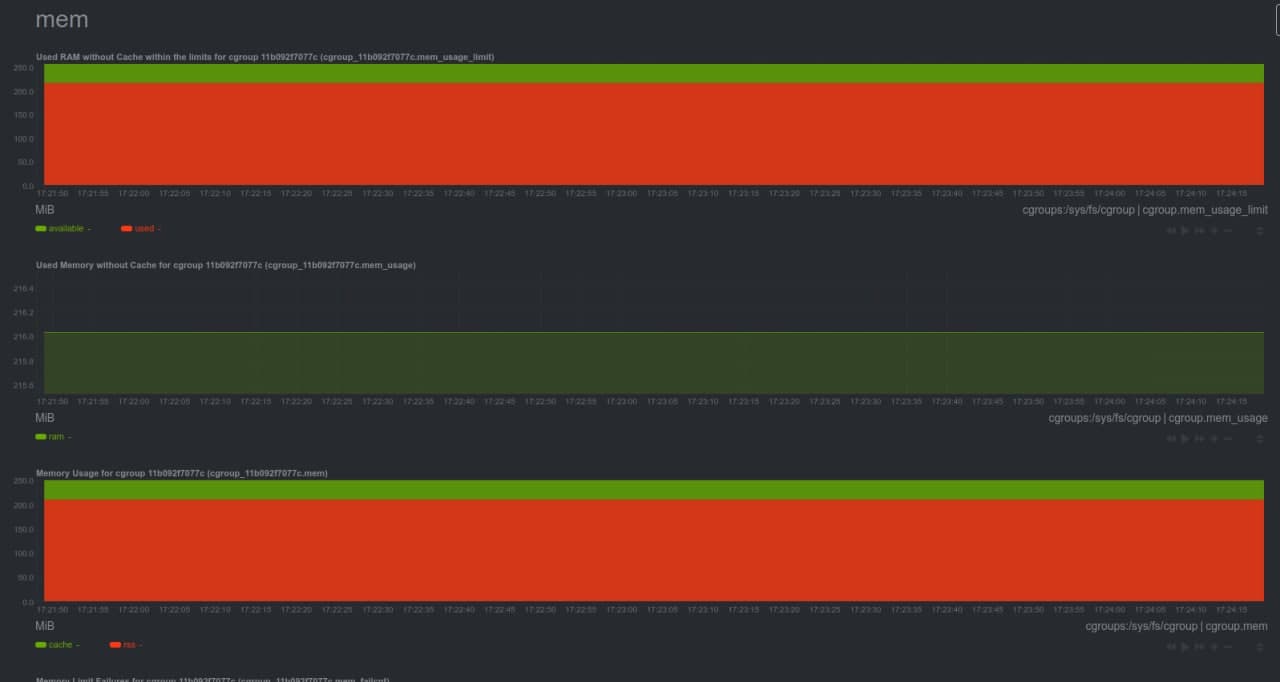 mem
Used RAM without Cache within the limits for cgroup 11b092f7077c (cgroup_11b092f7077c.mem_usage_limit)
250.0
200.0
150.0
100.0
50.0
0.0
17:21:50 17:21:55 17:22:00 17:22:05 17:22:10 17:22:15 17:22:20 17:22:25 17:22:30 17:22:35 17:22:40 17:22:45 17:22:50 17:22:55 17:23:00 17:23:05 17:23:10 17:23:15 17:23:20 17:23:25 17:23:30 17:23:35 17:23:40 17:23:45 17:23:50 17:23:55 17:24:00 17:24:05 17:24:10 17:24:15
MiB cgroups:/sys/fs/cgroup | cgroup.mem_usage_limit
available – used –
Used Memory without Cache for cgroup 11b092f7077c (cgroup_11b092f7077c.mem_usage)
216.4
216.2
216.0
215.8
215.6
17:21:50 17:21:55 17:22:00 17:22:05 17:22:10 17:22:15 17:22:20 17:22:25 17:22:30 17:22:35 17:22:40 17:22:45 17:22:50 17:22:55 17:23:00 17:23:05 17:23:10 17:23:15 17:23:20 17:23:25 17:23:30 17:23:35 17:23:40 17:23:45 17:23:50 17:23:55 17:24:00 17:24:05 17:24:10 17:24:15
MiB cgroups:/sys/fs/cgroup | cgroup.mem_usage
ram –
Memory Usage for cgroup 11b092f7077c (cgroup_11b092f7077c.mem)
250.0
200.0
150.0
100.0
50.0
0.0
17:21:50 17:21:55 17:22:00 17:22:05 17:22:10 17:22:15 17:22:20 17:22:25 17:22:30 17:22:35 17:22:40 17:22:45 17:22:50 17:22:55 17:23:00 17:23:05 17:23:10 17:23:15 17:23:20 17:23:25 17:23:30 17:23:35 17:23:40 17:23:45 17:23:50 17:23:55 17:24:00 17:24:05 17:24:10 17:24:15
MiB cgroups:/sys/fs/cgroup | cgroup.mem
cache – rss –
Memory Limit Failures for cgroup 11b092f7077c (cgroup_11b092f7077c.mem_failcnt)